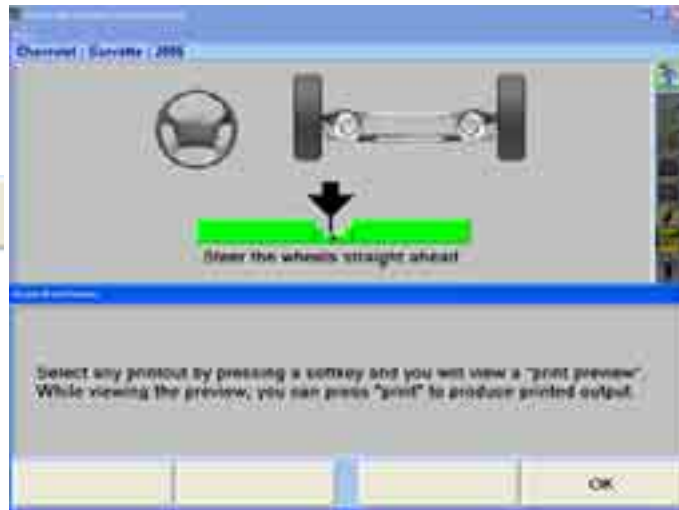 Chevrolet : Corvette : 2005
Steer the wheels straight ahead
Select any printout by pressing a softkey and you will view a "print preview".
While viewing the preview, you can press "print" to produce printed output.
OK